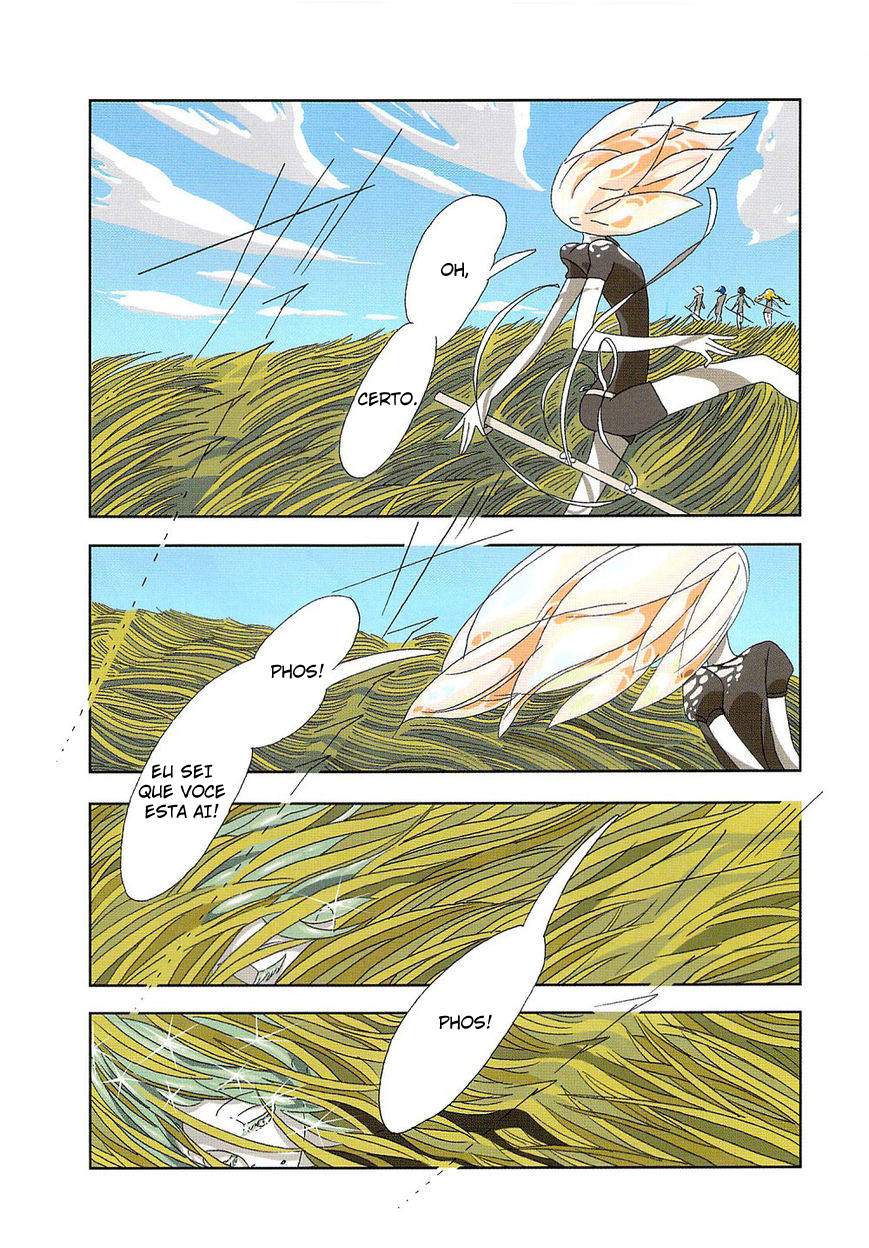 OH,
CERTO.
PHOS!
EU SEI
QUE VOCE
ESTA AI!
PHOS!